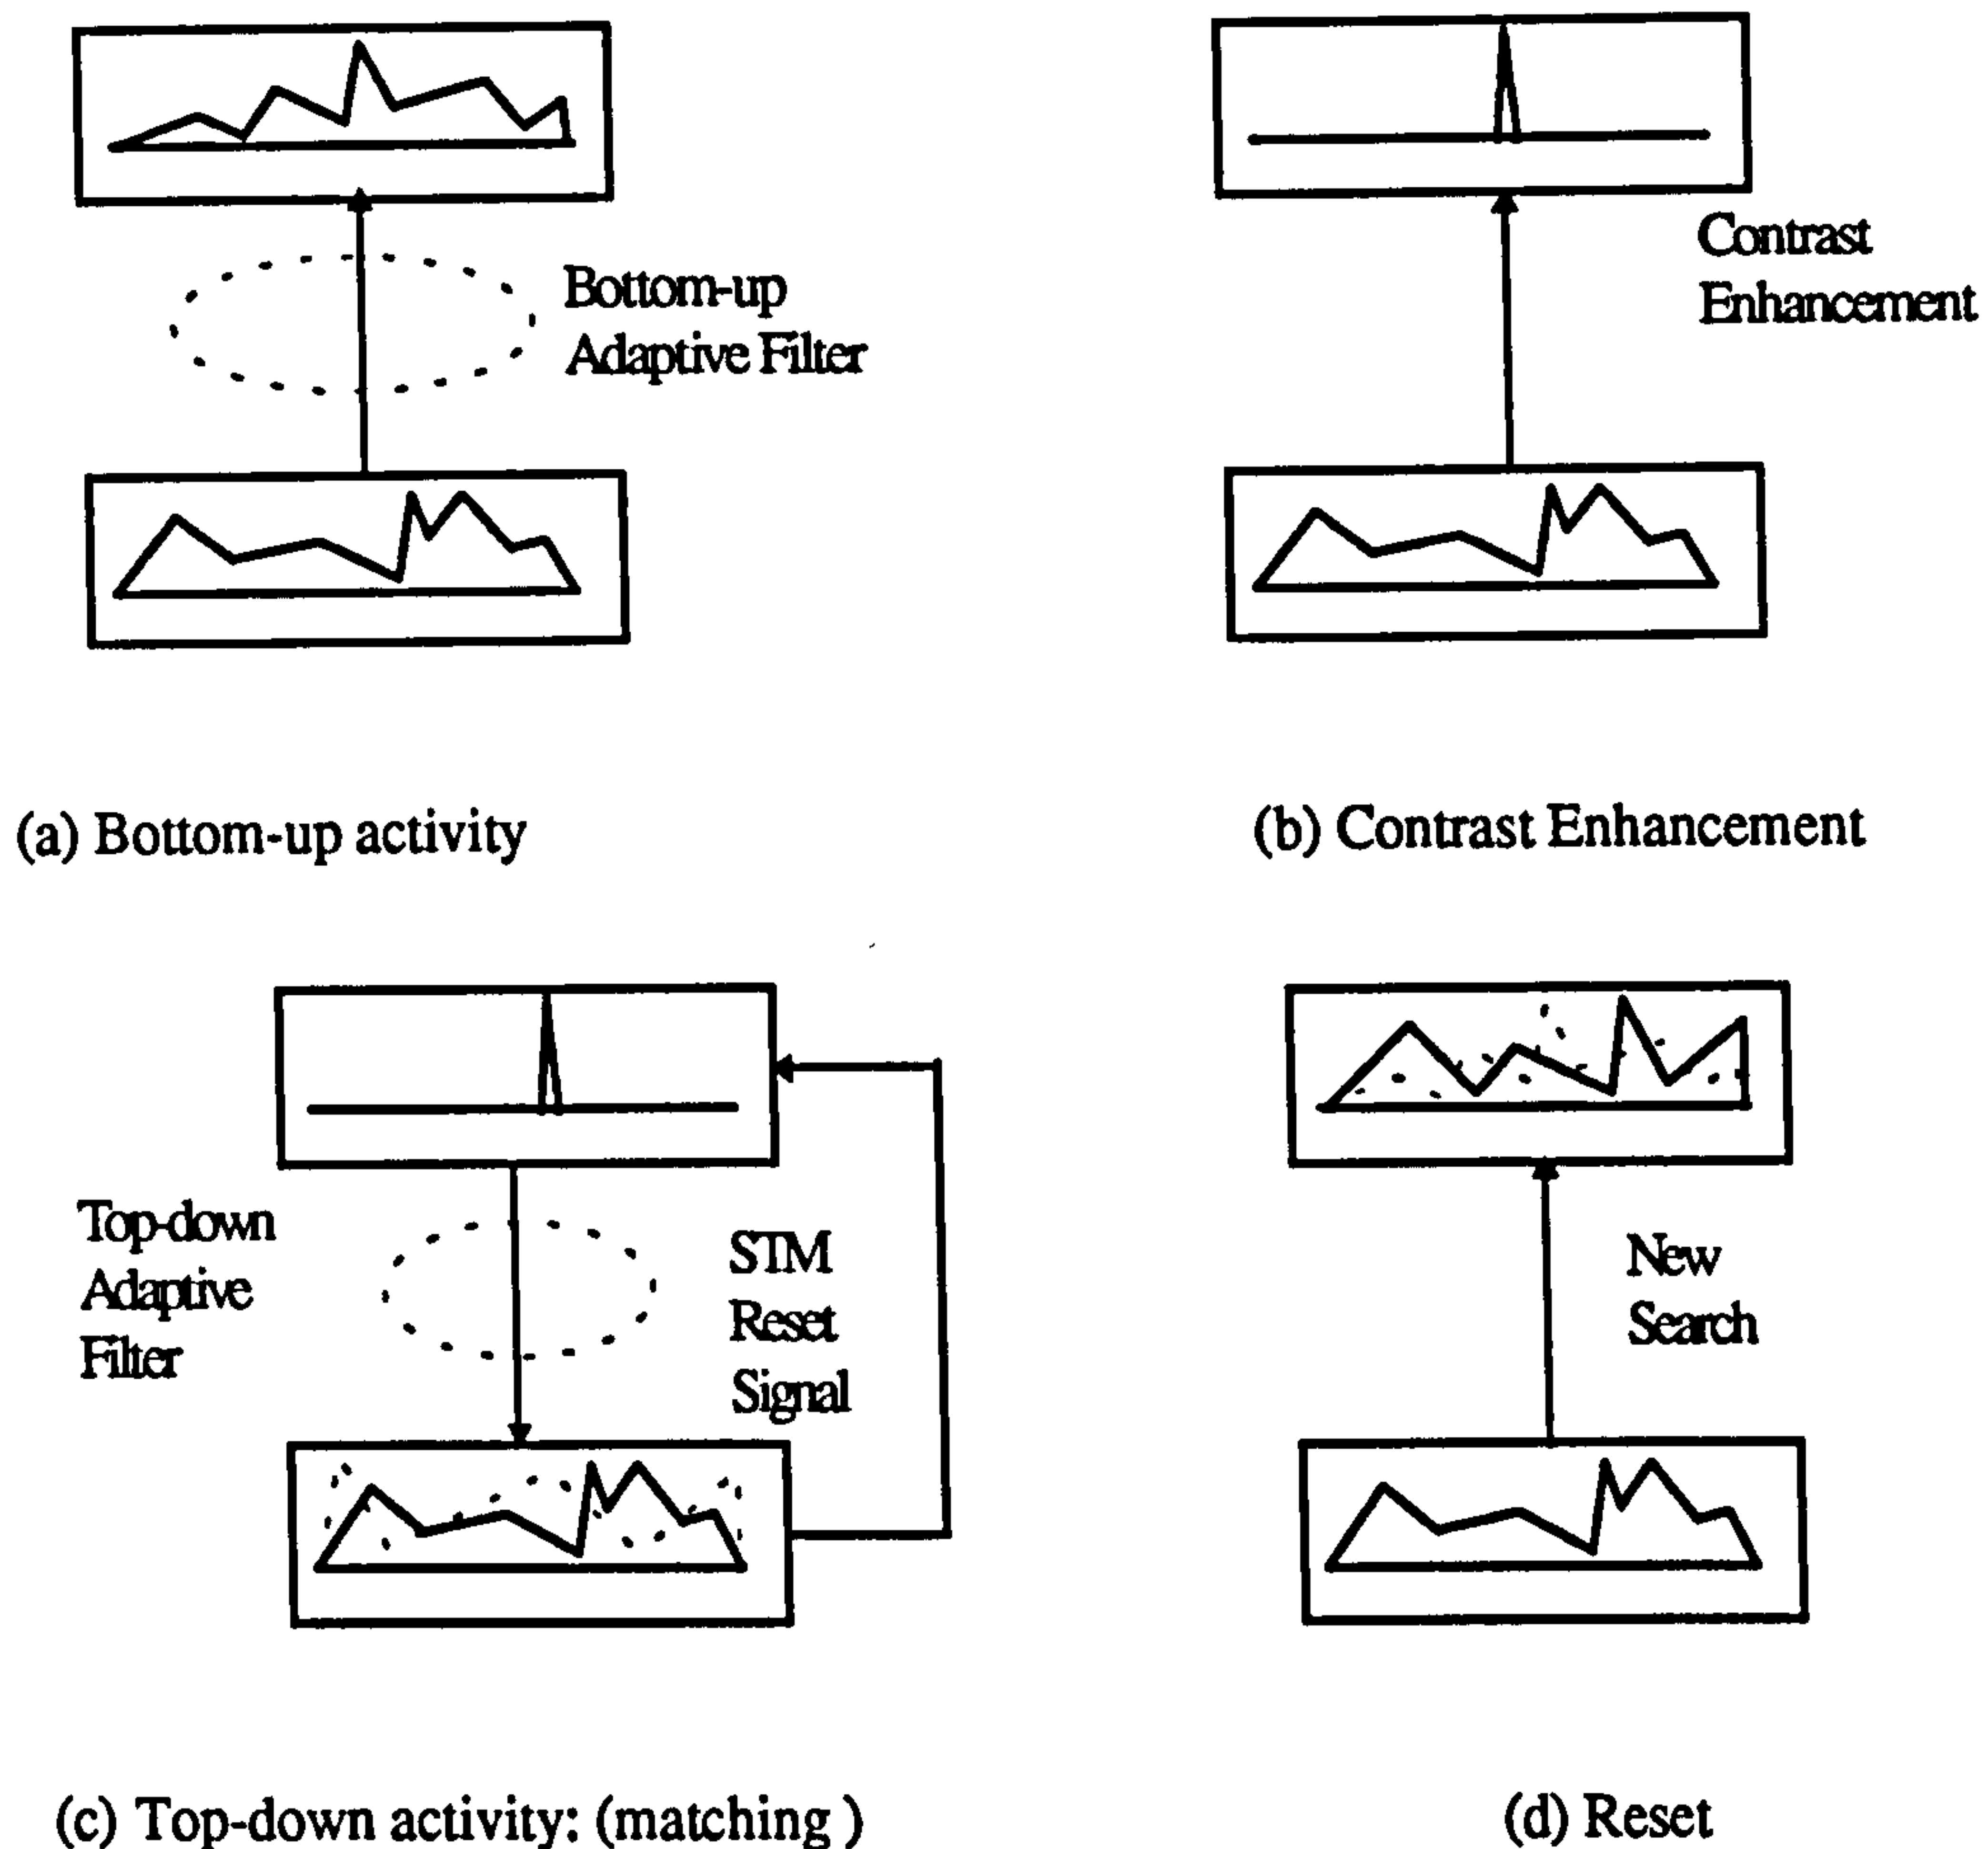 Bottom-up
Adaptive Filter
Contrast
Enhancement
(a) Bottom-up activity
(b) Contrast Enhancement
Top-down
Adaptive
Filter
STM
Reset
Signal
New
Search
(c) Top-down activity: (matching )
(d) Reset